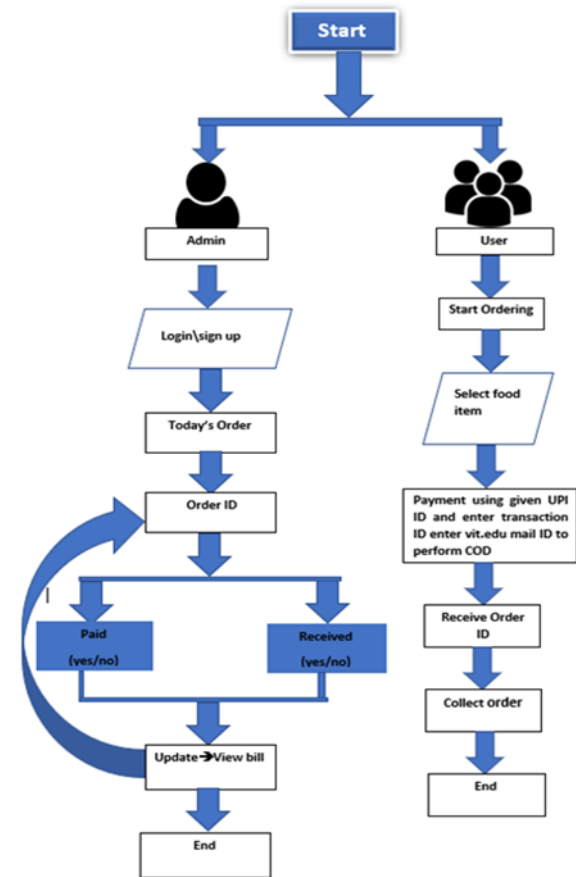 Start
Admin
Login\sign up
Today's Order
Order ID
Paid
(yes/no)
Received
(yes/no)
Update➔View bill
End
User
Start Ordering
Select food
item
Payment using given UPI
ID and enter transaction
ID enter vit.edu mail ID to
perform COD
Receive Order
ID
Collect order
End